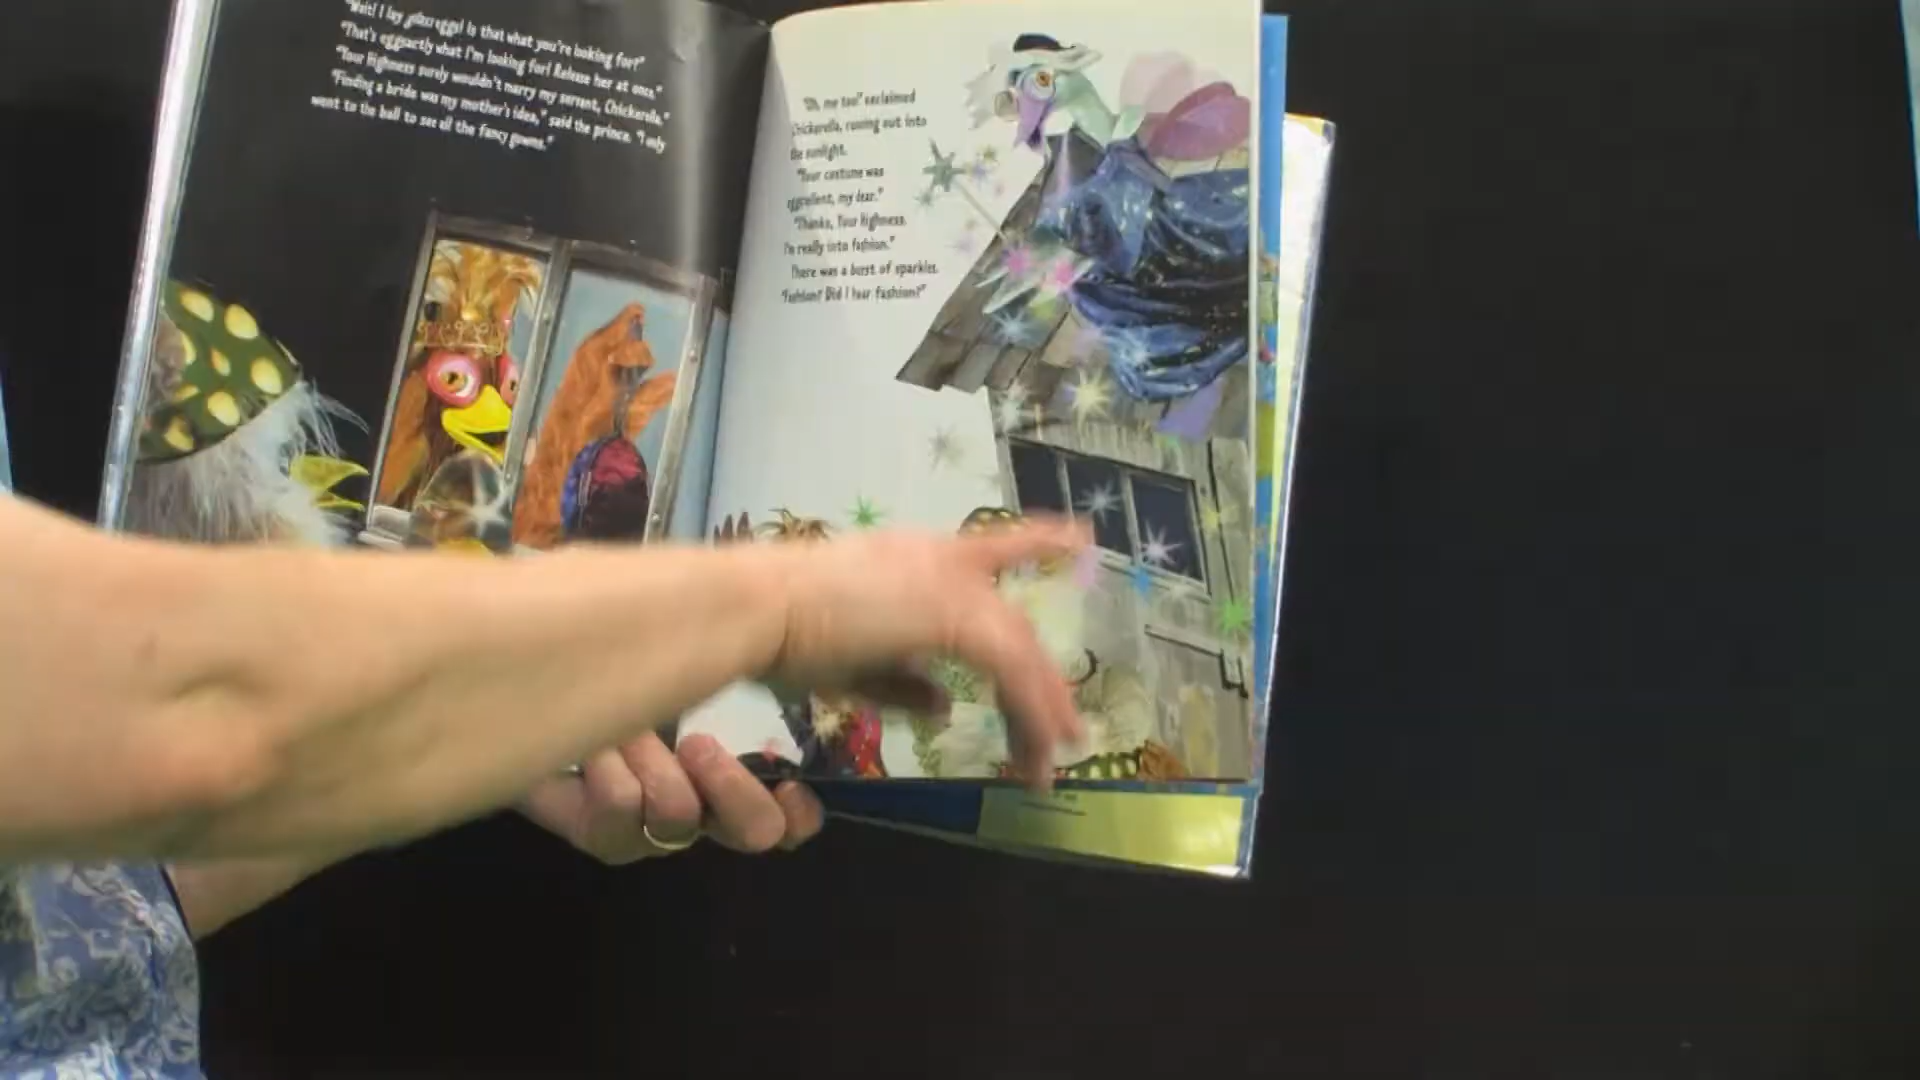 "Wait! I lay glass eggs! Is that what you're looking for?"
"That's eggsactly what I'm looking for! Release her at once."
"Your Highness surely wouldn't marry my servant, Chickerella."
"Finding a bride was my mother's idea," said the prince. "I only
went to the ball to see all the fancy gowns."
"Oh, me too!" exclaimed
Chickerella, running out into
the sunlight.
"Your costume was
eggcellent, my dear."
"Thanks, Your Highness.
I'm really into fashion."
There was a burst of sparkles.
"Fashion? Did I hear fashion?"